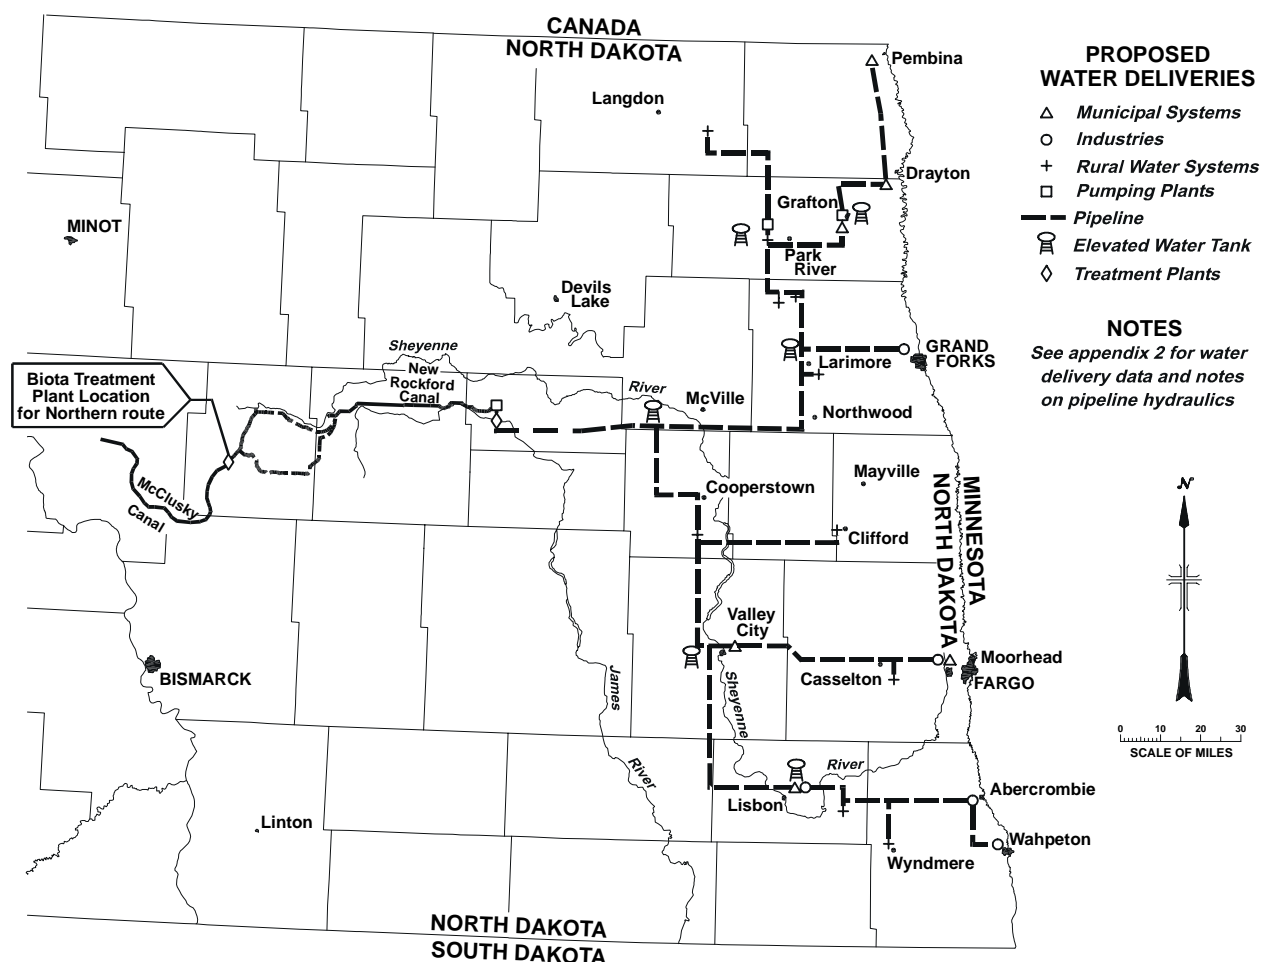 CANADA
NORTH DAKOTA
Pembina
Langdon
Drayton
Grafton
MINOT
Park
River
Devils
Lake
Sheyenne
New
Rockford
Canal
River
McVille
Larimore
GRAND
FORKS
Northwood
Biota Treatment
Plant Location
for Northern route
McClusky
Canal
Cooperstown
Mayville
Clifford
MINNESOTA
NORTH DAKOTA
Valley
City
BISMARCK
James
River
Sheyenne
River
Casselton
Moorhead
FARGO
Lisbon
Abercrombie
Wahpeton
Wyndmere
Linton
NORTH DAKOTA
SOUTH DAKOTA
PROPOSED
WATER DELIVERIES
Municipal Systems
Industries
Rural Water Systems
Pumping Plants
Pipeline
Elevated Water Tank
Treatment Plants
NOTES
See appendix 2 for water
delivery data and notes
on pipeline hydraulics
N
0 10 20 30
SCALE OF MILES